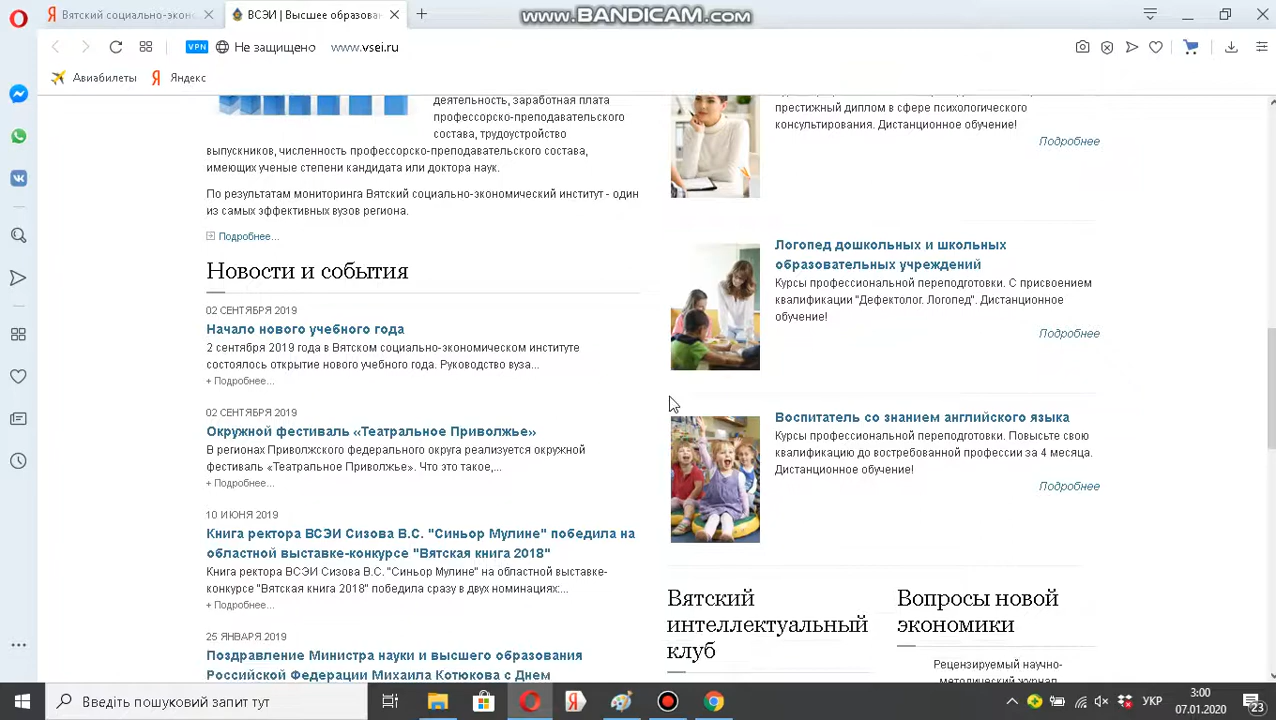 Вятский социально-экон
ВСЭИ | Высшее образова
www.BANDICAM.com
VPN
Не защищено
www.vsei.ru
Авиабилеты
Яндекс
деятельность, заработная плата
профессорско-преподавательского
состава, трудоустройство
выпускников, численность профессорско-преподавательского состава,
имеющих ученые степени кандидата или доктора наук.
По результатам мониторинга Вятский социально-экономический институт - один
из самых эффективных вузов региона.
Подробнее...
Новости и события
02 СЕНТЯБРЯ 2019
Начало нового учебного года
2 сентября 2019 года в Вятском социально-экономическом институте
состоялось открытие нового учебного года. Руководство вуза...
+ Подробнее...
02 СЕНТЯБРЯ 2019
Окружной фестиваль «Театральное Приволжье»
В регионах Приволжского федерального округа реализуется окружной
фестиваль «Театральное Приволжье». Что это такое,...
+ Подробнее...
10 ИЮНЯ 2019
Книга ректора ВСЭИ Сизова В.С. "Синьор Мулине" победила на
областной выставке-конкурсе "Вятская книга 2018"
Книга ректора ВСЭИ Сизова В.С. "Синьор Мулине" на областной выставке-
конкурсе "Вятская книга 2018" победила сразу в двух номинациях:...
+ Подробнее...
25 ЯНВАРЯ 2019
Поздравление Министра науки и высшего образования
Российской Федерации Михаила Котюкова с Днем
престижный диплом в сфере психологического
консультирования. Дистанционное обучение!
Подробнее
Логопед дошкольных и школьных
образовательных учреждений
Курсы профессиональной переподготовки. С присвоением
квалификации "Дефектолог. Логопед". Дистанционное
обучение!
Подробнее
Воспитатель со знанием английского языка
Курсы профессиональной переподготовки. Повысьте свою
квалификацию до востребованной профессии за 4 месяца.
Дистанционное обучение!
Подробнее
Вятский
интеллектуальный
клуб
Вопросы новой
экономики
Рецензируемый научно-
методический журнал
Введіть пошуковий запит тут
УКР
3:00
07.01.2020
23